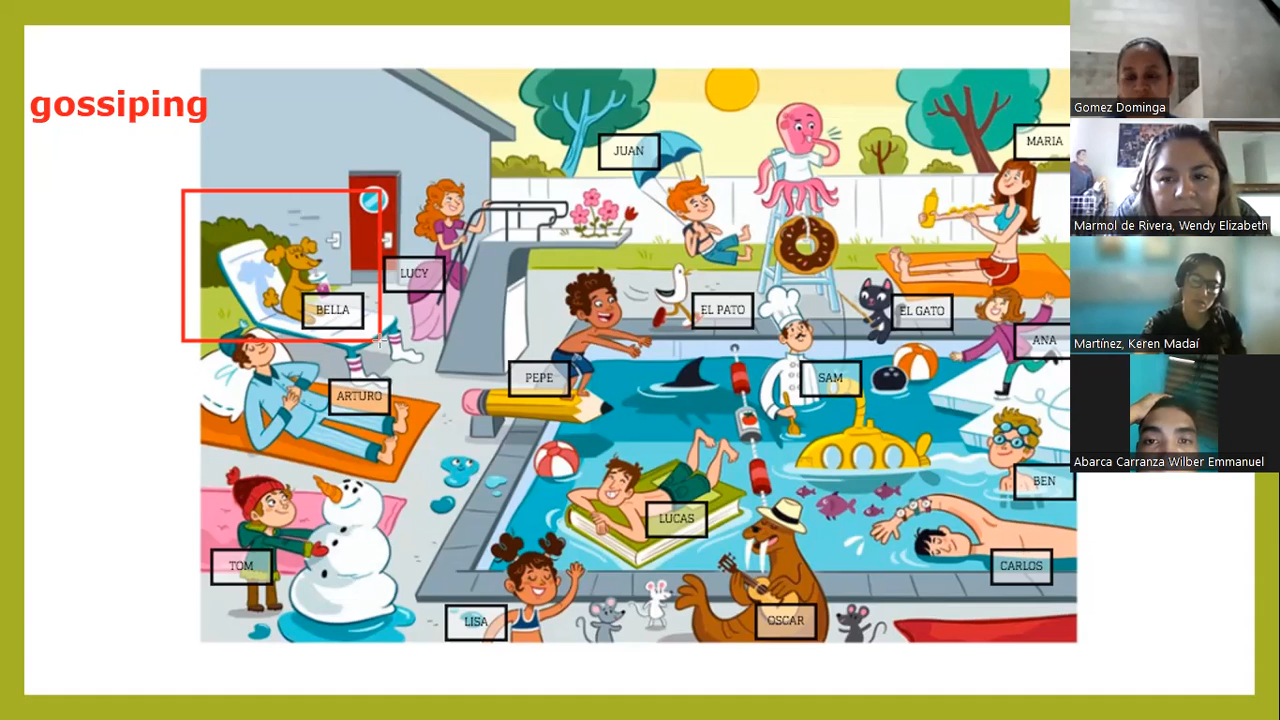 gossiping
JUAN
MARIA
LUCY
BELLA
EL PATO
EL GATO
ANA
PEPE
SAM
ARTURO
BEN
LUCAS
TOM
CARLOS
LISA
OSCAR
Gomez Dominga
Marmol de Rivera, Wendy Elizabeth
Martínez, Keren Madaí
Abarca Carranza Wilber Emmanuel